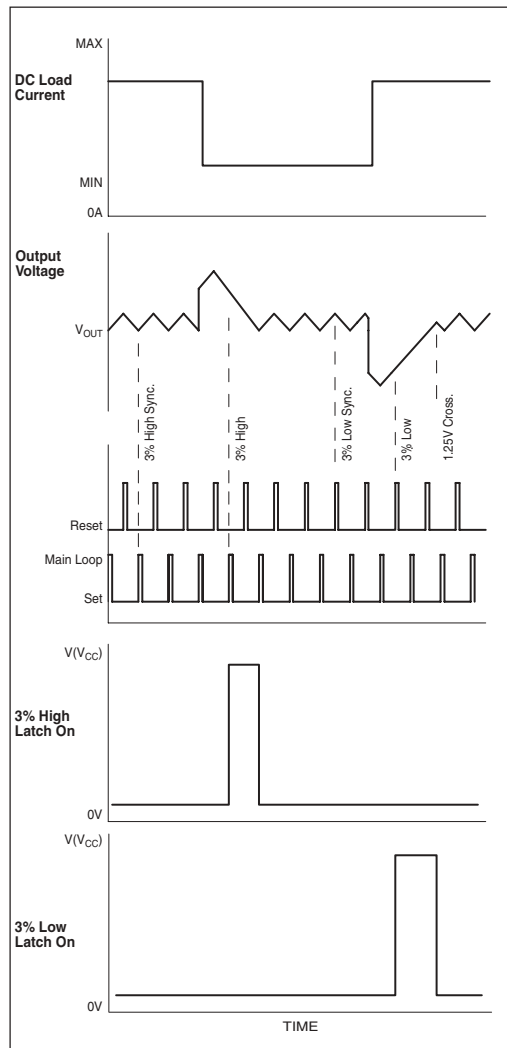 MAX
DC Load
Current
MIN
0A
Output
Voltage
VOUT
3% High Sync.
3% High
3% Low Sync.
3% Low
1.25V Cross.
Reset
Main Loop
Set
V(VCC)
3% High
Latch On
0V
V(VCC)
3% Low
Latch On
0V
TIME